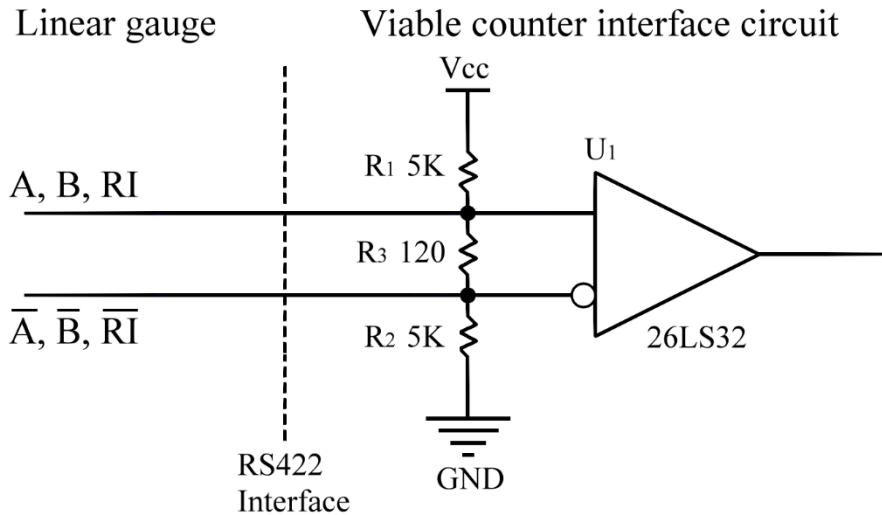 Linear gauge
Viable counter interface circuit
Vcc
R₁ 5K
U₁
A, B, RI
R₃ 120
A̅, B̅, R̅I̅
R₂ 5K
26LS32
RS422
Interface
GND